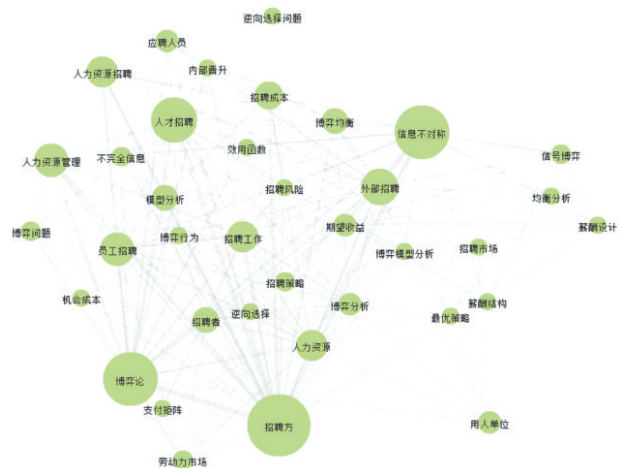 逆向选择问题
应聘人员
人力资源招聘
内部晋升
招聘成本
人才招聘
博弈均衡
信息不对称
效用函数
信号博弈
人力资源管理
不完全信息
招聘风险
外部招聘
模型分析
均衡分析
期望收益
薪酬设计
博弈问题
员工招聘
博弈行为
招聘工作
博弈模型分析
招聘市场
招聘策略
机会成本
博弈分析
薪酬结构
招聘者
逆向选择
最优策略
人力资源
博弈论
支付矩阵
招聘方
用人单位
劳动力市场